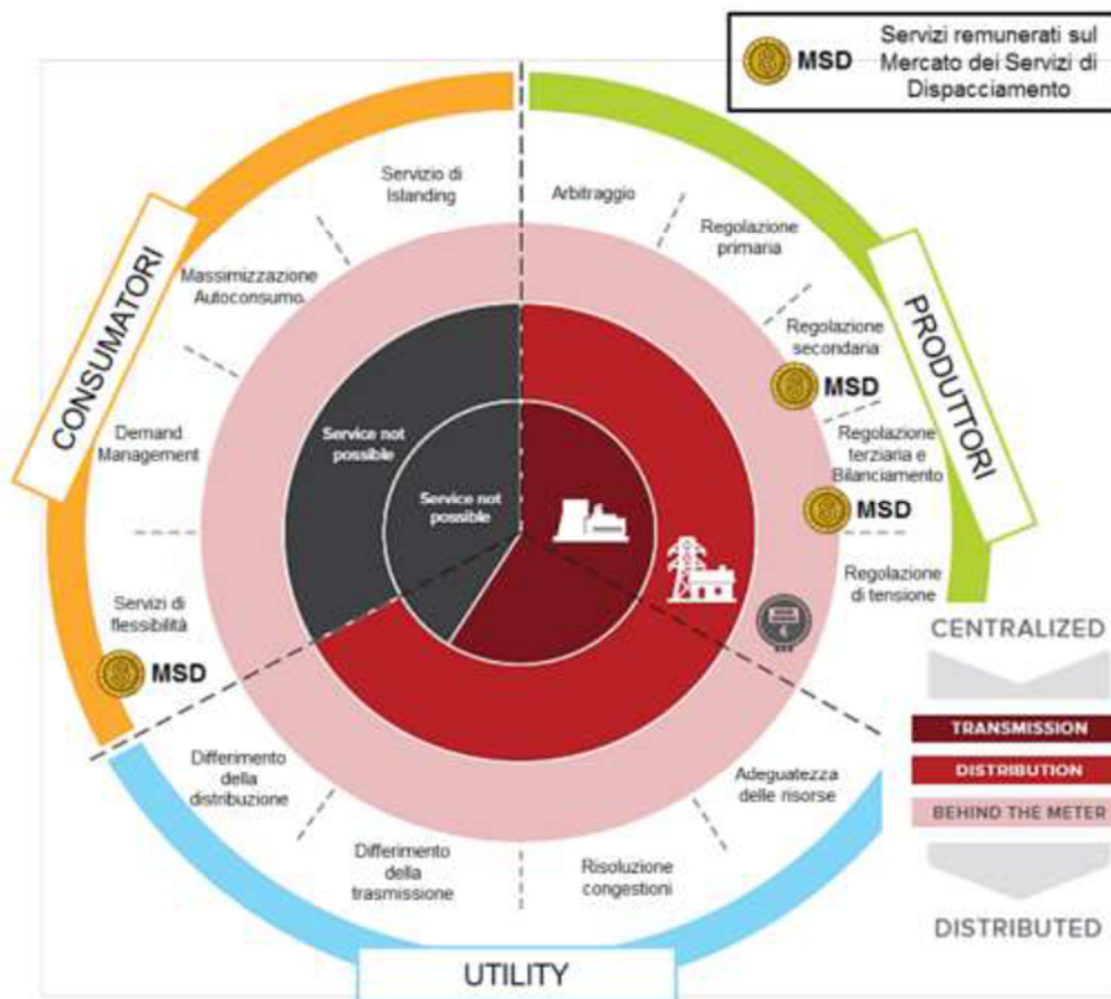 MSD
Servizi remunerati sul
Mercato dei Servizi di
Dispacciamento
CONSUMATORI
PRODUTTORI
UTILITY
Servizio di
Islanding
Arbitraggio
Regolazione
primaria
Massimizzazione
Autoconsumo
Regolazione
secondaria
MSD
Demand
Management
Service not
possible
Service not
possible
Regolazione
terziaria e
Bilanciamento
MSD
Servizi di
flessibilità
MSD
Regolazione
di tensione
Differimento
della
distribuzione
Differimento
della
trasmissione
Risoluzione
congestioni
Adeguatezza
delle risorse
CENTRALIZED
TRANSMISSION
DISTRIBUTION
BEHIND THE METER
DISTRIBUTED